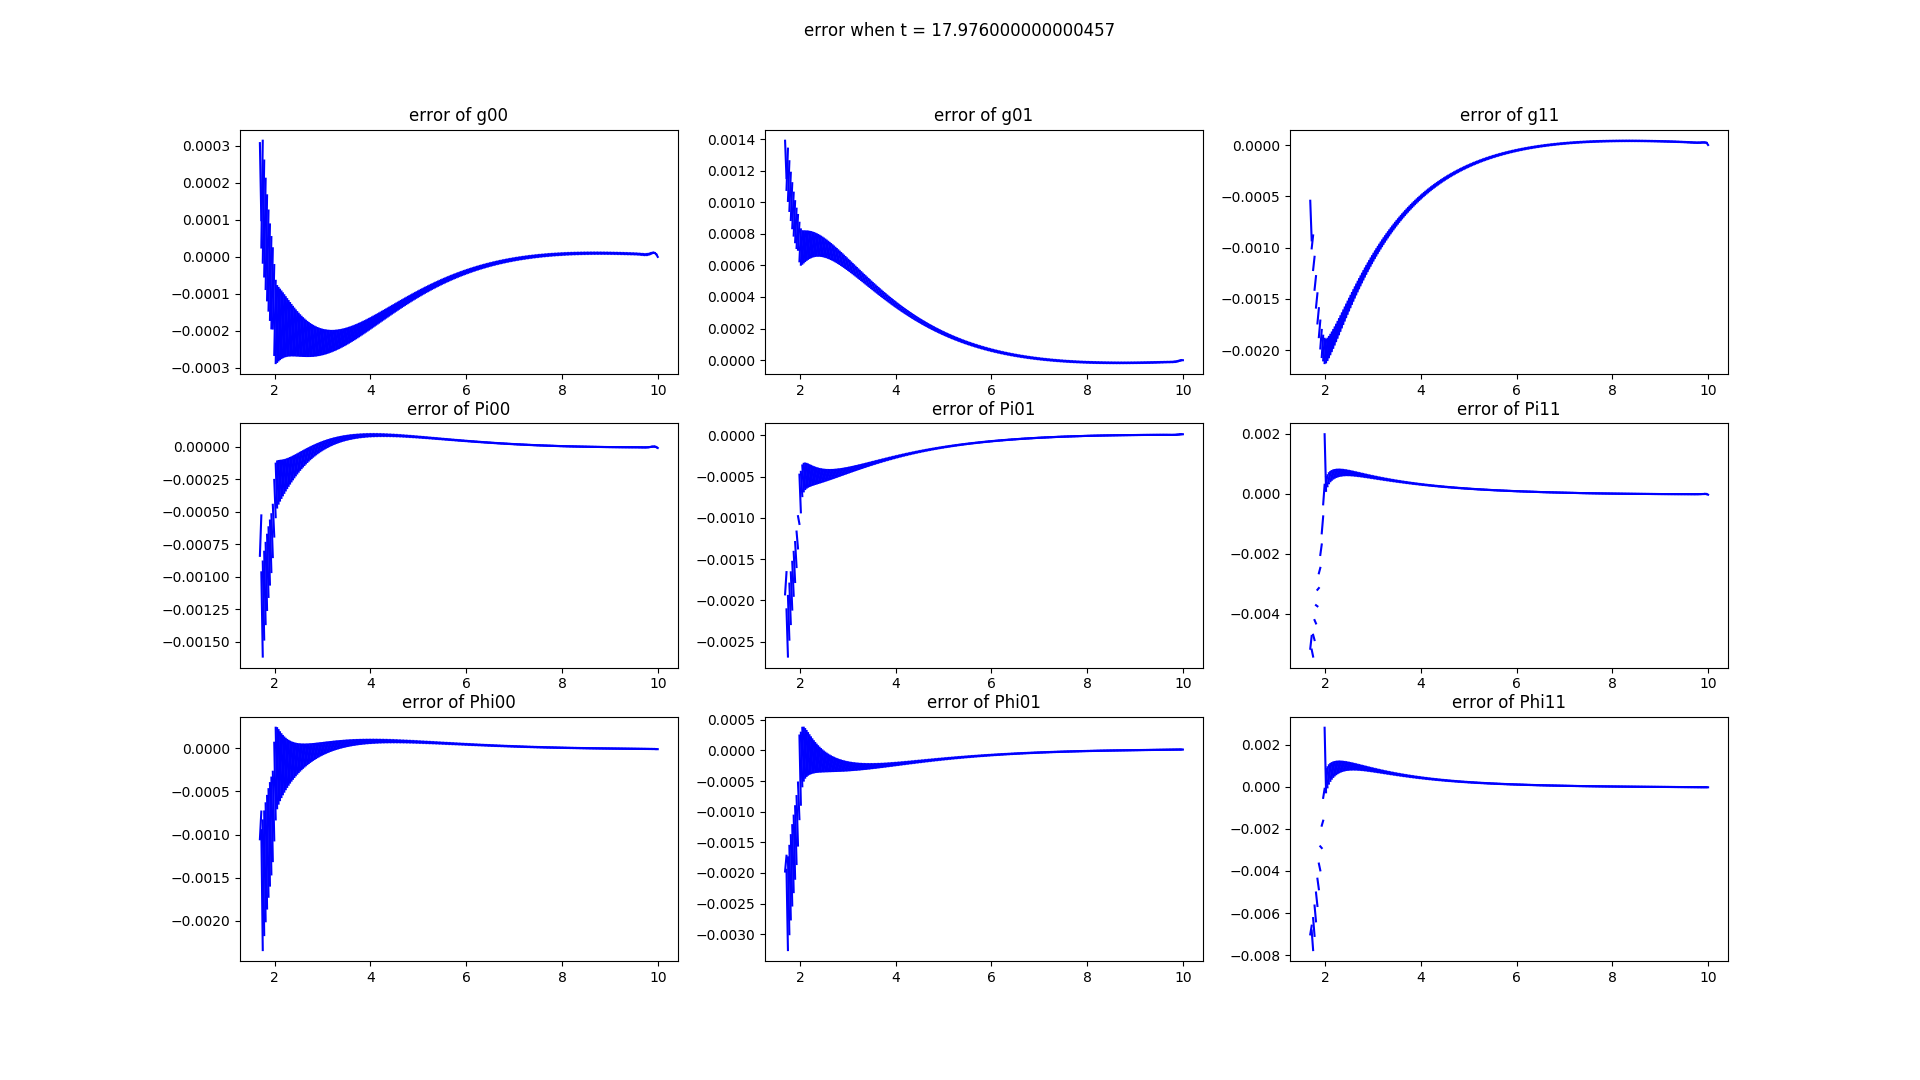 error when t = 17.976000000000457
error of g00
error of g01
error of g11
0.0003
0.0002
0.0001
0.0000
−0.0001
−0.0002
−0.0003
2 4 6 8 10
0.0014
0.0012
0.0010
0.0008
0.0006
0.0004
0.0002
0.0000
2 4 6 8 10
0.0000
−0.0005
−0.0010
−0.0015
−0.0020
2 4 6 8 10
error of Pi00
error of Pi01
error of Pi11
0.00000
−0.00025
−0.00050
−0.00075
−0.00100
−0.00125
−0.00150
2 4 6 8 10
0.0000
−0.0005
−0.0010
−0.0015
−0.0020
−0.0025
2 4 6 8 10
0.002
0.000
−0.002
−0.004
2 4 6 8 10
error of Phi00
error of Phi01
error of Phi11
0.0000
−0.0005
−0.0010
−0.0015
−0.0020
2 4 6 8 10
0.0005
0.0000
−0.0005
−0.0010
−0.0015
−0.0020
−0.0025
−0.0030
2 4 6 8 10
0.002
0.000
−0.002
−0.004
−0.006
−0.008
2 4 6 8 10